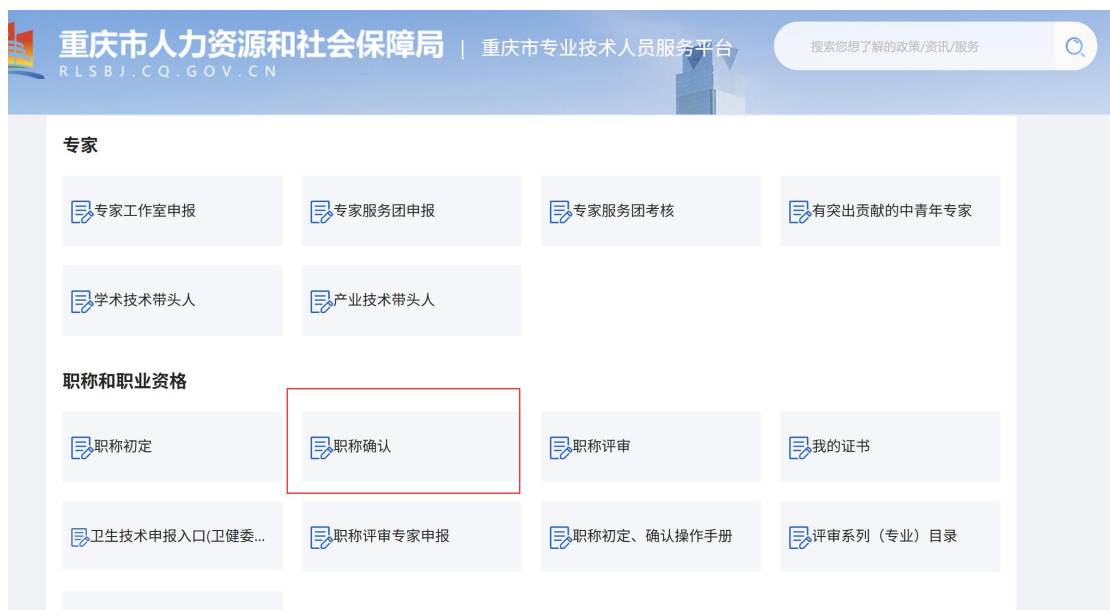 重庆市人力资源和社会保障局 | 重庆市专业技术人员服务平台 搜索您想了解的政策/资讯/服务
RLSBJ.CQ.GOV.CN
专家
专家工作室申报 专家服务团申报 专家服务团考核 有突出贡献的中青年专家
学术技术带头人 产业技术带头人
职称和职业资格
职称初定 职称确认 职称评审 我的证书
卫生技术申报入口(卫健委... 职称评审专家申报 职称初定、确认操作手册 评审系列（专业）目录